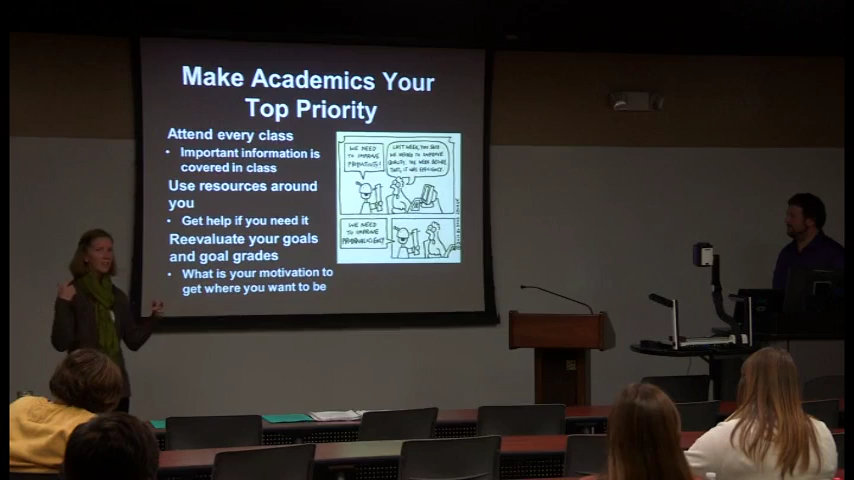 Make Academics Your
Top Priority
Attend every class
• Important information is
covered in class
Use resources around
you
• Get help if you need it
Reevaluate your goals
and goal grades
• What is your motivation to
get where you want to be
WE NEED
TO IMPROVE
LAST WEEK, YOU SAID
WE NEEDED TO IMPROVE
QUALITY. THE WEEK BEFORE
THAT, IT WAS EFFICIENCY.
WE NEED
TO IMPROVE